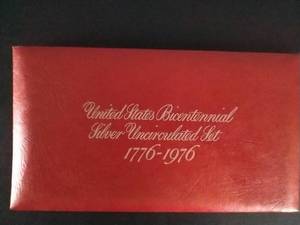 United States Bicentennial
Silver Uncirculated Set
1776-1976